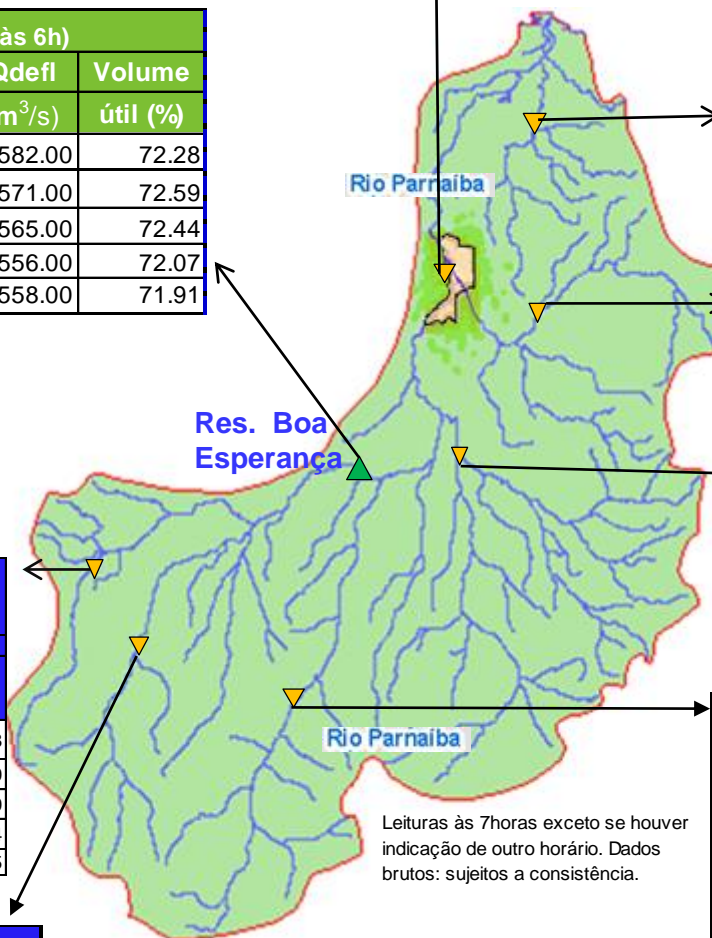 às 6h)
Qdefl Volume
m³/s) útil (%)
582.00 72.28
571.00 72.59
565.00 72.44
556.00 72.07
558.00 71.91
Rio Parnaiba
Res. Boa
Esperança
Rio Parnaiba
Leituras às 7horas exceto se houver
indicação de outro horário. Dados
brutos: sujeitos a consistência.